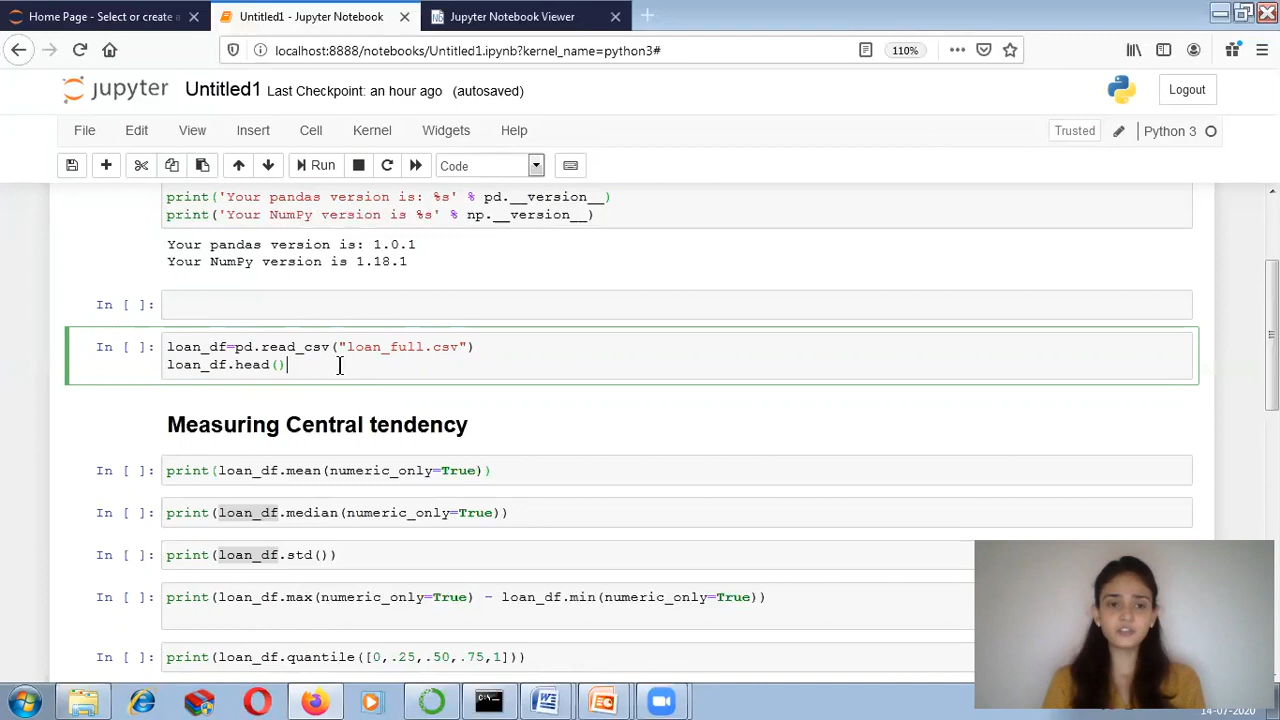 Home Page - Select or create a
Untitled1 - Jupyter Notebook
Nb
Jupyter Notebook Viewer
localhost:8888/notebooks/Untitled1.ipynb?kernel_name=python3#
110%
jupyter
Untitled1
Last Checkpoint: an hour ago
(autosaved)
Logout
File
Edit
View
Insert
Cell
Kernel
Widgets
Help
Trusted
Python 3
Run
Code
print('Your pandas version is: %s' % pd.__version__)
print('Your NumPy version is %s' % np.__version__)
Your pandas version is: 1.0.1
Your NumPy version is 1.18.1
In [ ]:
In [ ]: loan_df=pd.read_csv("loan_full.csv")
loan_df.head()
Measuring Central tendency
In [ ]: print(loan_df.mean(numeric_only=True))
In [ ]: print(loan_df.median(numeric_only=True))
In [ ]: print(loan_df.std())
In [ ]: print(loan_df.max(numeric_only=True) - loan_df.min(numeric_only=True))
In [ ]: print(loan_df.quantile([0,.25,.50,.75,1]))
14-07-2020